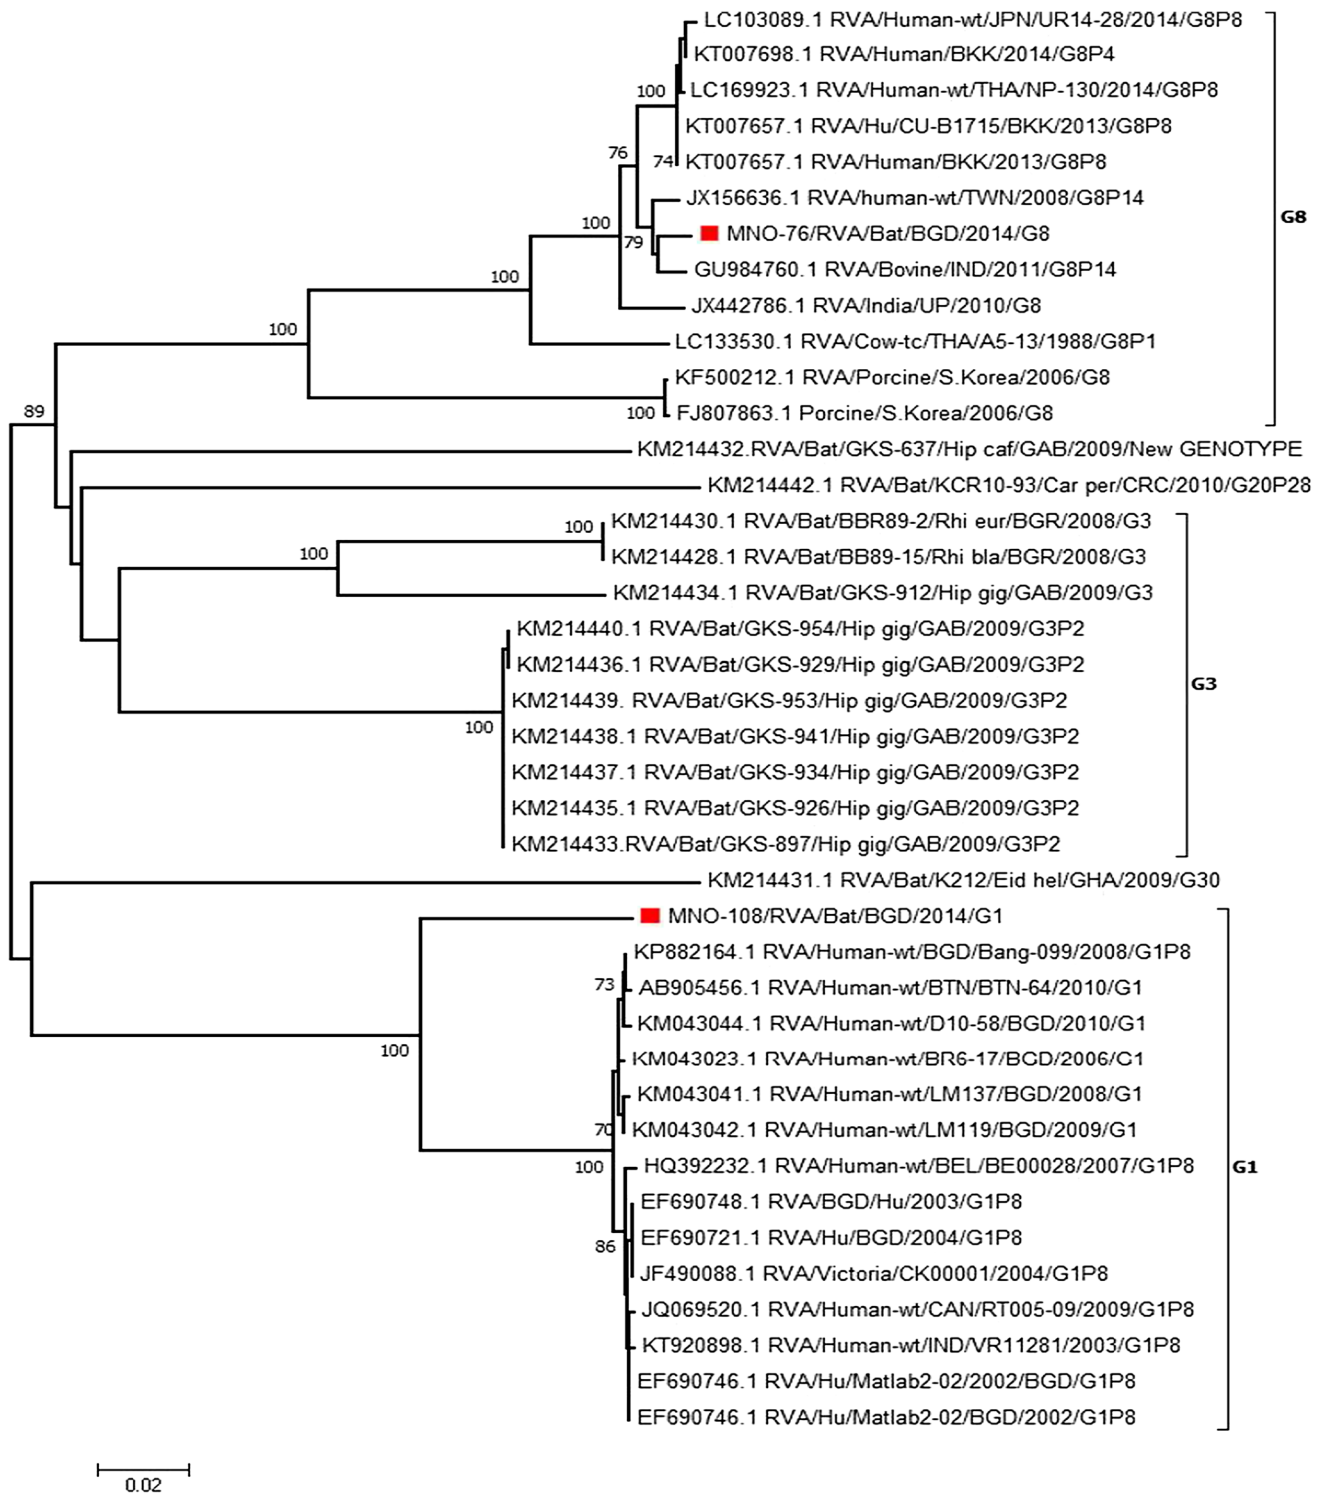 LC103089.1 RVA/Human-wt/JPN/UR14-28/2014/G8P8
KT007698.1 RVA/Human/BKK/2014/G8P4
100
LC169923.1 RVA/Human-wt/THA/NP-130/2014/G8P8
KT007657.1 RVA/Hu/CU-B1715/BKK/2013/G8P8
76
74
KT007657.1 RVA/Human/BKK/2013/G8P8
JX156636.1 RVA/human-wt/TWN/2008/G8P14
G8
100
79
MNO-76/RVA/Bat/BGD/2014/G8
GU984760.1 RVA/Bovine/IND/2011/G8P14
100
JX442786.1 RVA/India/UP/2010/G8
100
LC133530.1 RVA/Cow-tc/THA/A5-13/1988/G8P1
KF500212.1 RVA/Porcine/S.Korea/2006/G8
89
100
FJ807863.1 Porcine/S.Korea/2006/G8
KM214432.RVA/Bat/GKS-637/Hip caf/GAB/2009/New GENOTYPE
KM214442.1 RVA/Bat/KCR10-93/Car per/CRC/2010/G20P28
100
KM214430.1 RVA/Bat/BBR89-2/Rhi eur/BGR/2008/G3
100
KM214428.1 RVA/Bat/BB89-15/Rhi bla/BGR/2008/G3
KM214434.1 RVA/Bat/GKS-912/Hip gig/GAB/2009/G3
KM214440.1 RVA/Bat/GKS-954/Hip gig/GAB/2009/G3P2
KM214436.1 RVA/Bat/GKS-929/Hip gig/GAB/2009/G3P2
G3
KM214439. RVA/Bat/GKS-953/Hip gig/GAB/2009/G3P2
100
KM214438.1 RVA/Bat/GKS-941/Hip gig/GAB/2009/G3P2
KM214437.1 RVA/Bat/GKS-934/Hip gig/GAB/2009/G3P2
KM214435.1 RVA/Bat/GKS-926/Hip gig/GAB/2009/G3P2
KM214433.RVA/Bat/GKS-897/Hip gig/GAB/2009/G3P2
KM214431.1 RVA/Bat/K212/Eid hel/GHA/2009/G30
MNO-108/RVA/Bat/BGD/2014/G1
KP882164.1 RVA/Human-wt/BGD/Bang-099/2008/G1P8
73
AB905456.1 RVA/Human-wt/BTN/BTN-64/2010/G1
KM043044.1 RVA/Human-wt/D10-58/BGD/2010/G1
100
KM043023.1 RVA/Human-wt/BR6-17/BCD/2006/C1
KM043041.1 RVA/Human-wt/LM137/BGD/2008/G1
70
KM043042.1 RVA/Human-wt/LM119/BGD/2009/G1
100
HQ392232.1 RVA/Human-wt/BEL/BE00028/2007/G1P8
G1
EF690748.1 RVA/BGD/Hu/2003/G1P8
86
EF690721.1 RVA/Hu/BGD/2004/G1P8
JF490088.1 RVA/Victoria/CK00001/2004/G1P8
JQ069520.1 RVA/Human-wt/CAN/RT005-09/2009/G1P8
KT920898.1 RVA/Human-wt/IND/VR11281/2003/G1P8
EF690746.1 RVA/Hu/Matlab2-02/2002/BGD/G1P8
EF690746.1 RVA/Hu/Matlab2-02/BGD/2002/G1P8
0.02